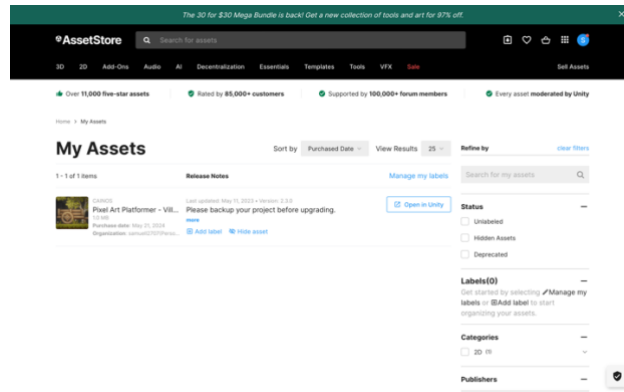 The 30 for $30 Mega Bundle is back! Get a new collection of tools and art for 97% off.
AssetStore
Search for assets
S
3D 2D Add-Ons Audio AI Decentralization Essentials Templates Tools VFX Sale Sell Assets
Over 11,000 five-star assets Rated by 85,000+ customers Supported by 100,000+ forum members Every asset moderated by Unity
Home > My Assets
My Assets
Sort by Purchased Date View Results 25
1 - 1 of 1 items Release Notes Manage my labels
CAINOS
Pixel Art Platformer - Vill...
Purchase date: May 21, 2024
Last updated: May 11, 2023 • Version: 2.3.0
Please backup your project before upgrading.
more
Add label Hide asset
Open in Unity
Refine by clear filters
Search for my assets
Status
Unlabeled
Hidden Assets
Deprecated
Labels(0)
Get started by selecting Manage my
labels or Add label to start
organizing your assets.
Categories
2D (1)
Publishers